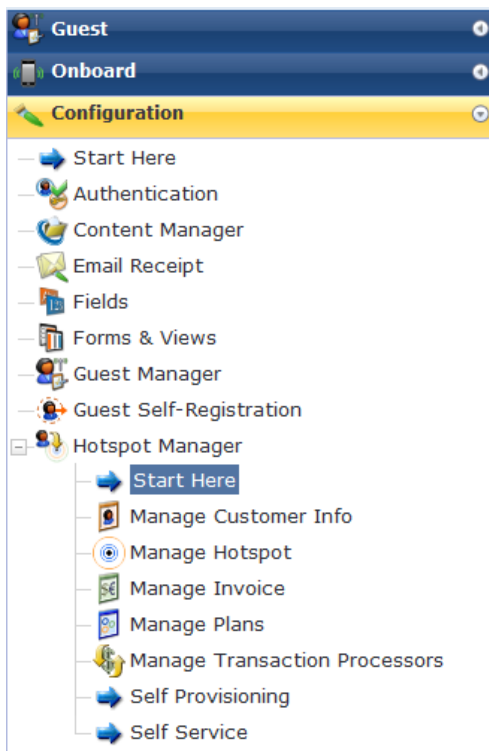 Guest
Onboard
Configuration
Start Here
Authentication
Content Manager
Email Receipt
Fields
Forms & Views
Guest Manager
Guest Self-Registration
Hotspot Manager
Start Here
Manage Customer Info
Manage Hotspot
Manage Invoice
Manage Plans
Manage Transaction Processors
Self Provisioning
Self Service